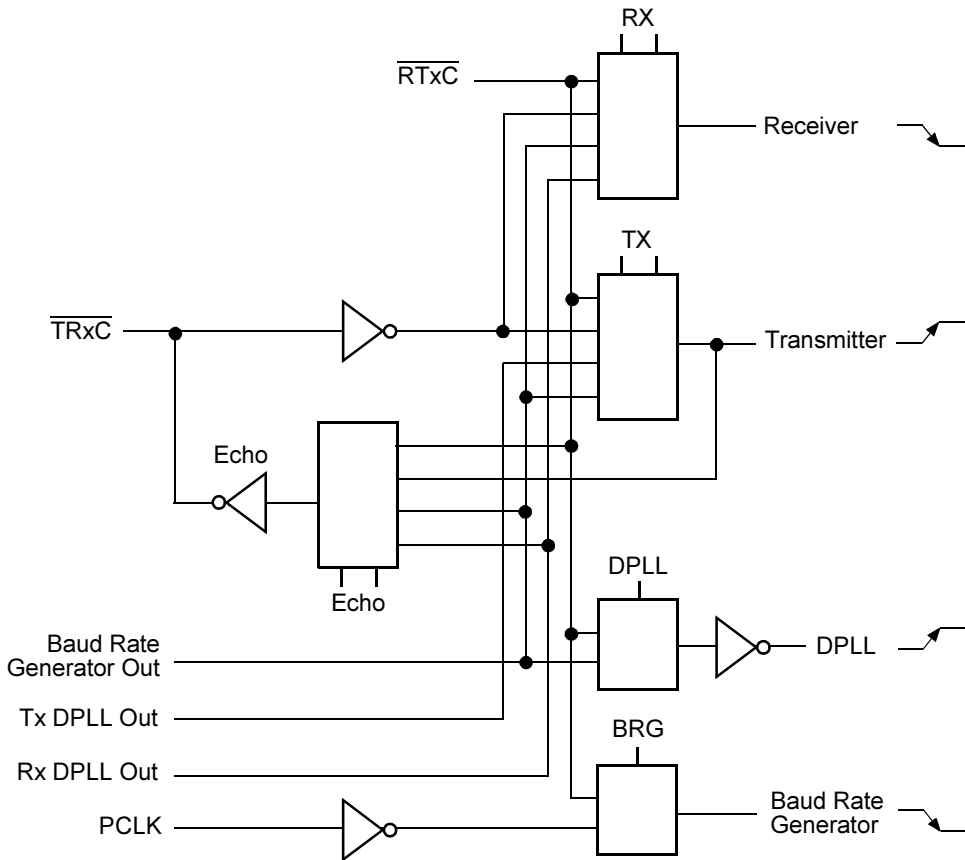 RX
RTxC
Receiver
TX
TRxC
Transmitter
Echo
Echo
DPLL
Baud Rate
Generator Out
DPLL
Tx DPLL Out
BRG
Rx DPLL Out
Baud Rate
Generator
PCLK